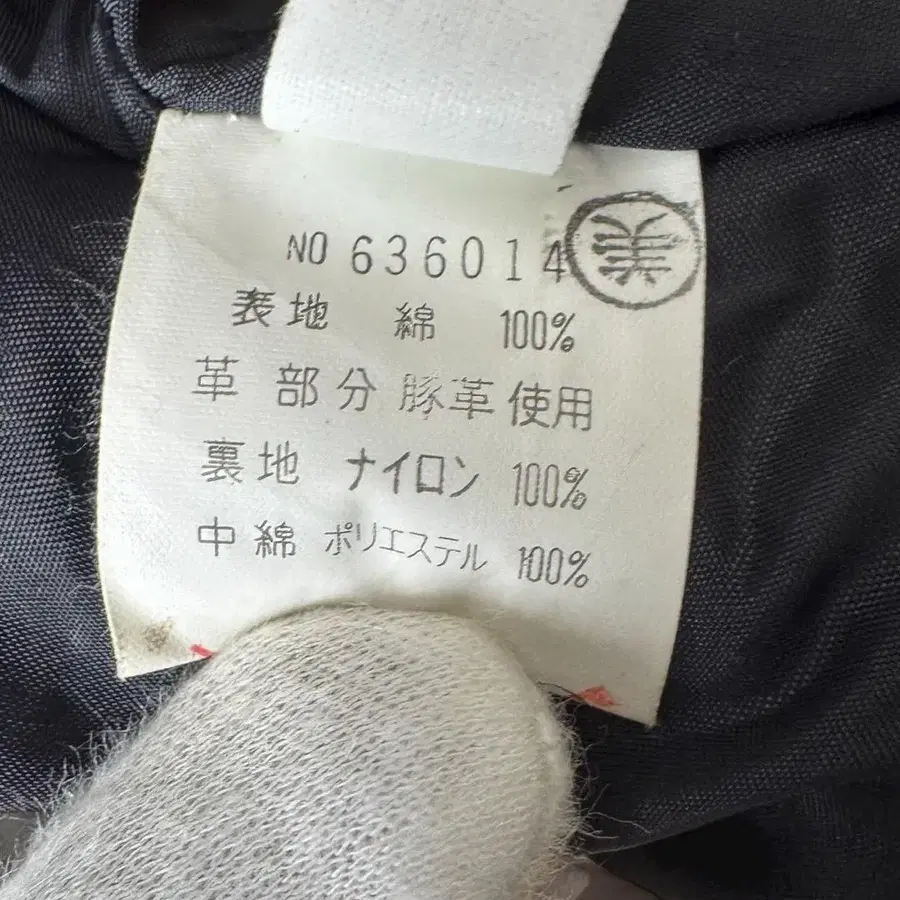 NO 636014
美
表地 綿 100%
革部分 豚革使用
裏地 ナイロン 100%
中綿 ポリエステル 100%